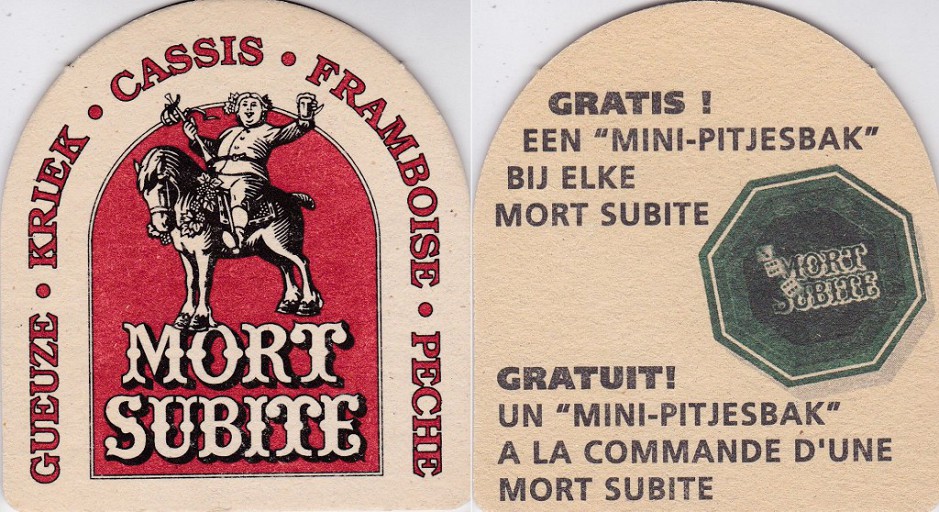 GUEUZE • KRIEK • CASSIS • FRAMBOISE • PECHE
MORT
SUBITE
GRATIS !
EEN "MINI-PITJESBAK"
BIJ ELKE
MORT SUBITE
MORT
SUBITE
GRATUIT!
UN "MINI-PITJESBAK"
A LA COMMANDE D'UNE
MORT SUBITE